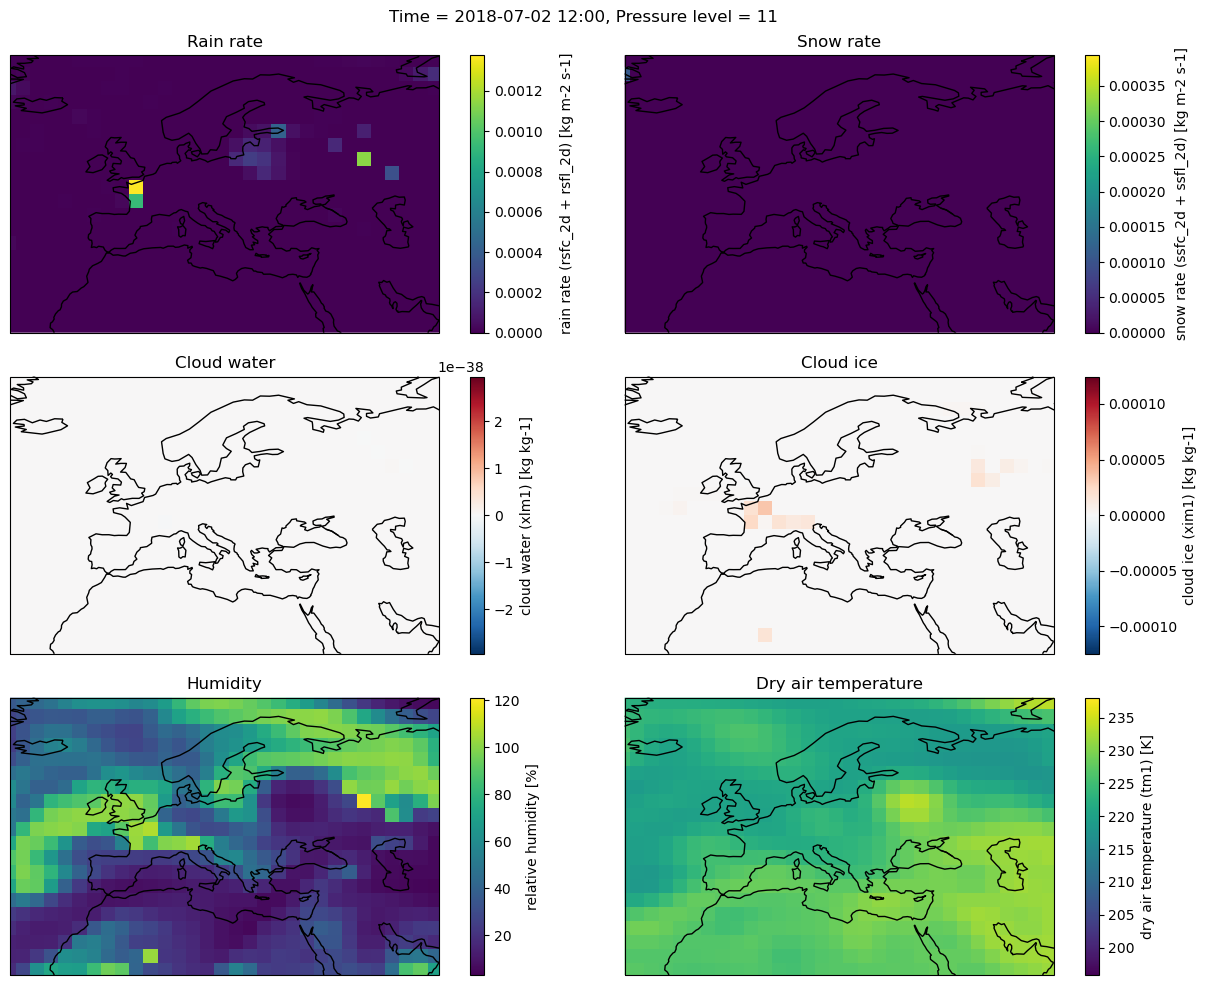 Time = 2018-07-02 12:00, Pressure level = 11
Rain rate
0.0012
0.0010
0.0008
0.0006
0.0004
0.0002
0.0000
rain rate (rsfc_2d + rsfl_2d) [kg m-2 s-1]
Snow rate
0.00035
0.00030
0.00025
0.00020
0.00015
0.00010
0.00005
0.00000
snow rate (ssfc_2d + ssfl_2d) [kg m-2 s-1]
Cloud water
1e−38
2
1
0
−1
−2
cloud water (xlm1) [kg kg-1]
Cloud ice
0.00010
0.00005
0.00000
−0.00005
−0.00010
cloud ice (xim1) [kg kg-1]
Humidity
120
100
80
60
40
20
relative humidity [%]
Dry air temperature
235
230
225
220
215
210
205
200
dry air temperature (tm1) [K]